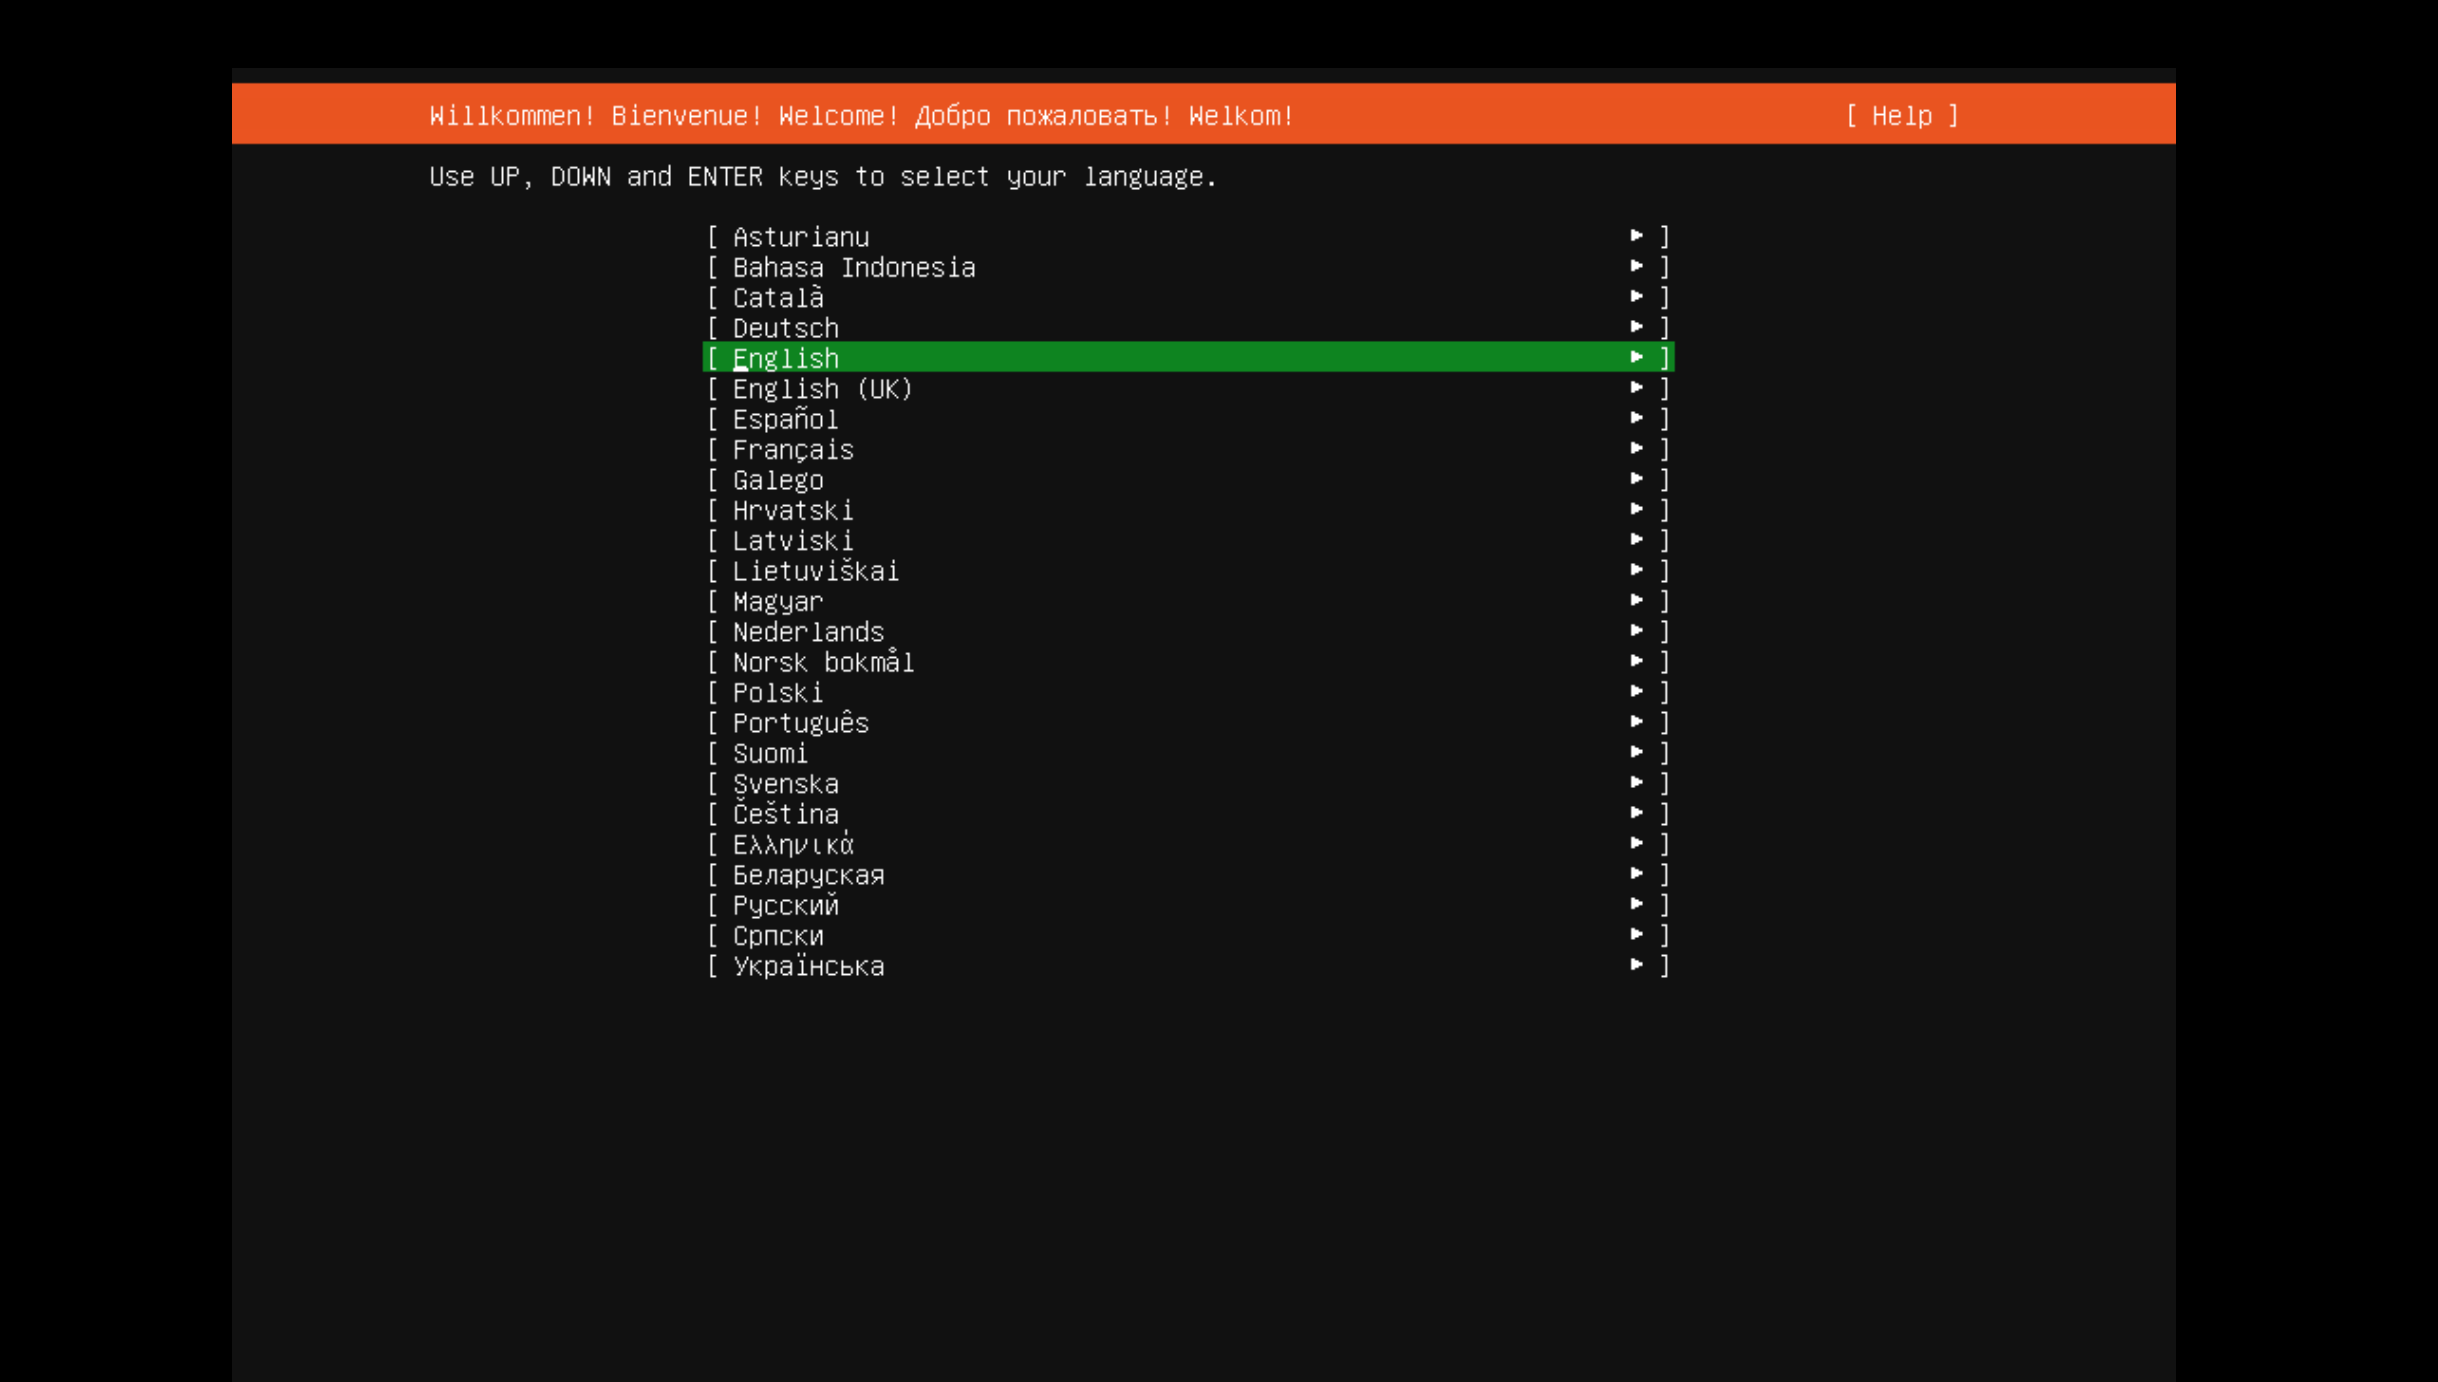 Willkommen! Bienvenue! Welcome! Добро пожаловать! Welkom! [ Help ]
Use UP, DOWN and ENTER keys to select your language.
[ Asturianu ► ]
[ Bahasa Indonesia ► ]
[ Català ► ]
[ Deutsch ► ]
[ English ► ]
[ English (UK) ► ]
[ Español ► ]
[ Français ► ]
[ Galego ► ]
[ Hrvatski ► ]
[ Latviski ► ]
[ Lietuviškai ► ]
[ Magyar ► ]
[ Nederlands ► ]
[ Norsk bokmål ► ]
[ Polski ► ]
[ Português ► ]
[ Suomi ► ]
[ Svenska ► ]
[ Čeština ► ]
[ Ελληνικά ► ]
[ Беларуская ► ]
[ Русский ► ]
[ Српски ► ]
[ Українська ► ]